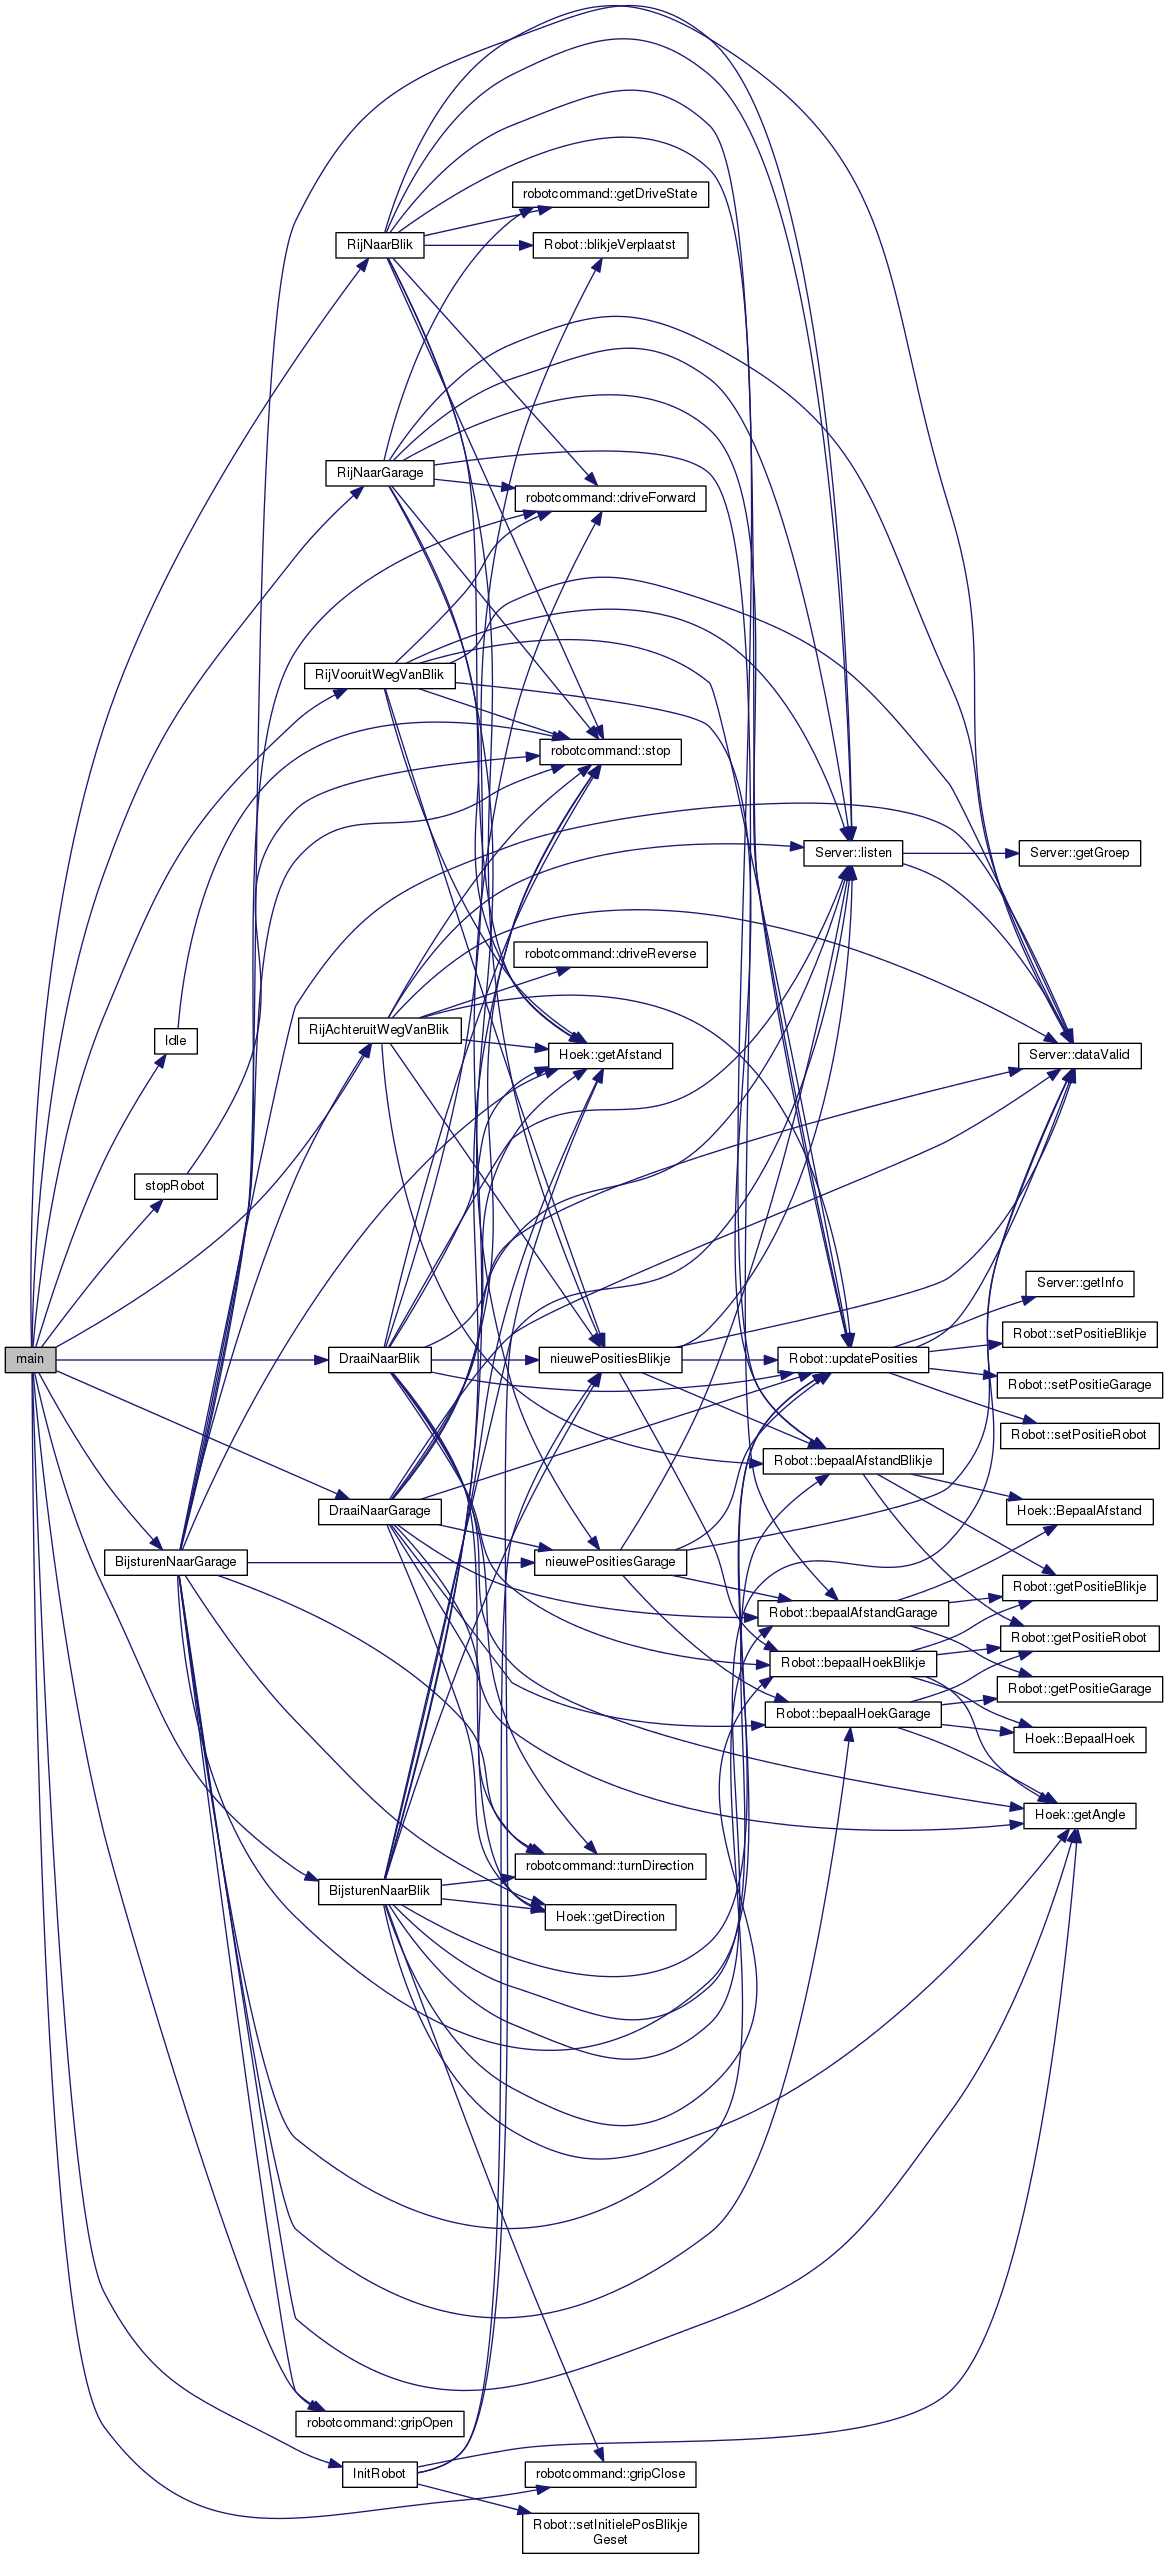 robotcommand::getDriveState
RijNaarBlik
Robot::blikjeVerplaatst
RijNaarGarage
robotcommand::driveForward
RijVooruitWegVanBlik
robotcommand::stop
Server::listen
Server::getGroep
robotcommand::driveReverse
RijAchteruitWegVanBlik
Idle
Hoek::getAfstand
Server::dataValid
stopRobot
Server::getInfo
Robot::setPositieBlikje
main
DraaiNaarBlik
nieuwePositiesBlikje
Robot::updatePosities
Robot::setPositieGarage
Robot::setPositieRobot
Robot::bepaalAfstandBlikje
DraaiNaarGarage
Hoek::BepaalAfstand
BijsturenNaarGarage
nieuwePositiesGarage
Robot::getPositieBlikje
Robot::bepaalAfstandGarage
Robot::getPositieRobot
Robot::bepaalHoekBlikje
Robot::getPositieGarage
Robot::bepaalHoekGarage
Hoek::BepaalHoek
Hoek::getAngle
robotcommand::turnDirection
BijsturenNaarBlik
Hoek::getDirection
robotcommand::gripOpen
InitRobot
robotcommand::gripClose
Robot::setInitielePosBlikje
Geset